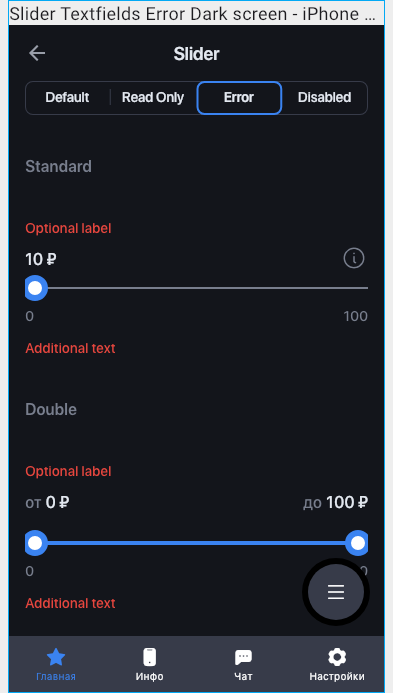 Slider Textfields Error Dark screen - iPhone ...
Slider
Default Read Only Error Disabled
Standard
Optional label
10 ₽
0 100
Additional text
Double
Optional label
от 0 ₽ до 100 ₽
0 0
Additional text
Главная Инфо Чат Настройки